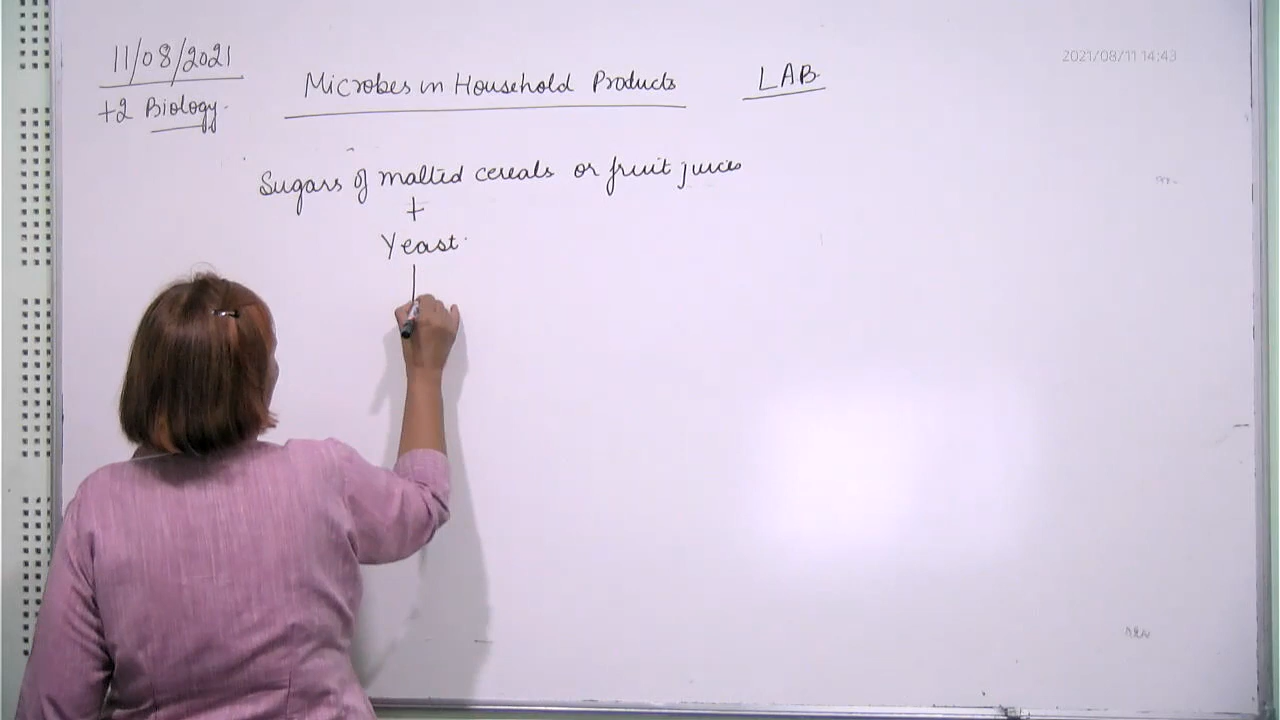 11/08/2021
2021/08/11 14:43
Microbes in Household Products
LAB
+2 Biology
Sugars of malted cereals or fruit juices
+
Yeast